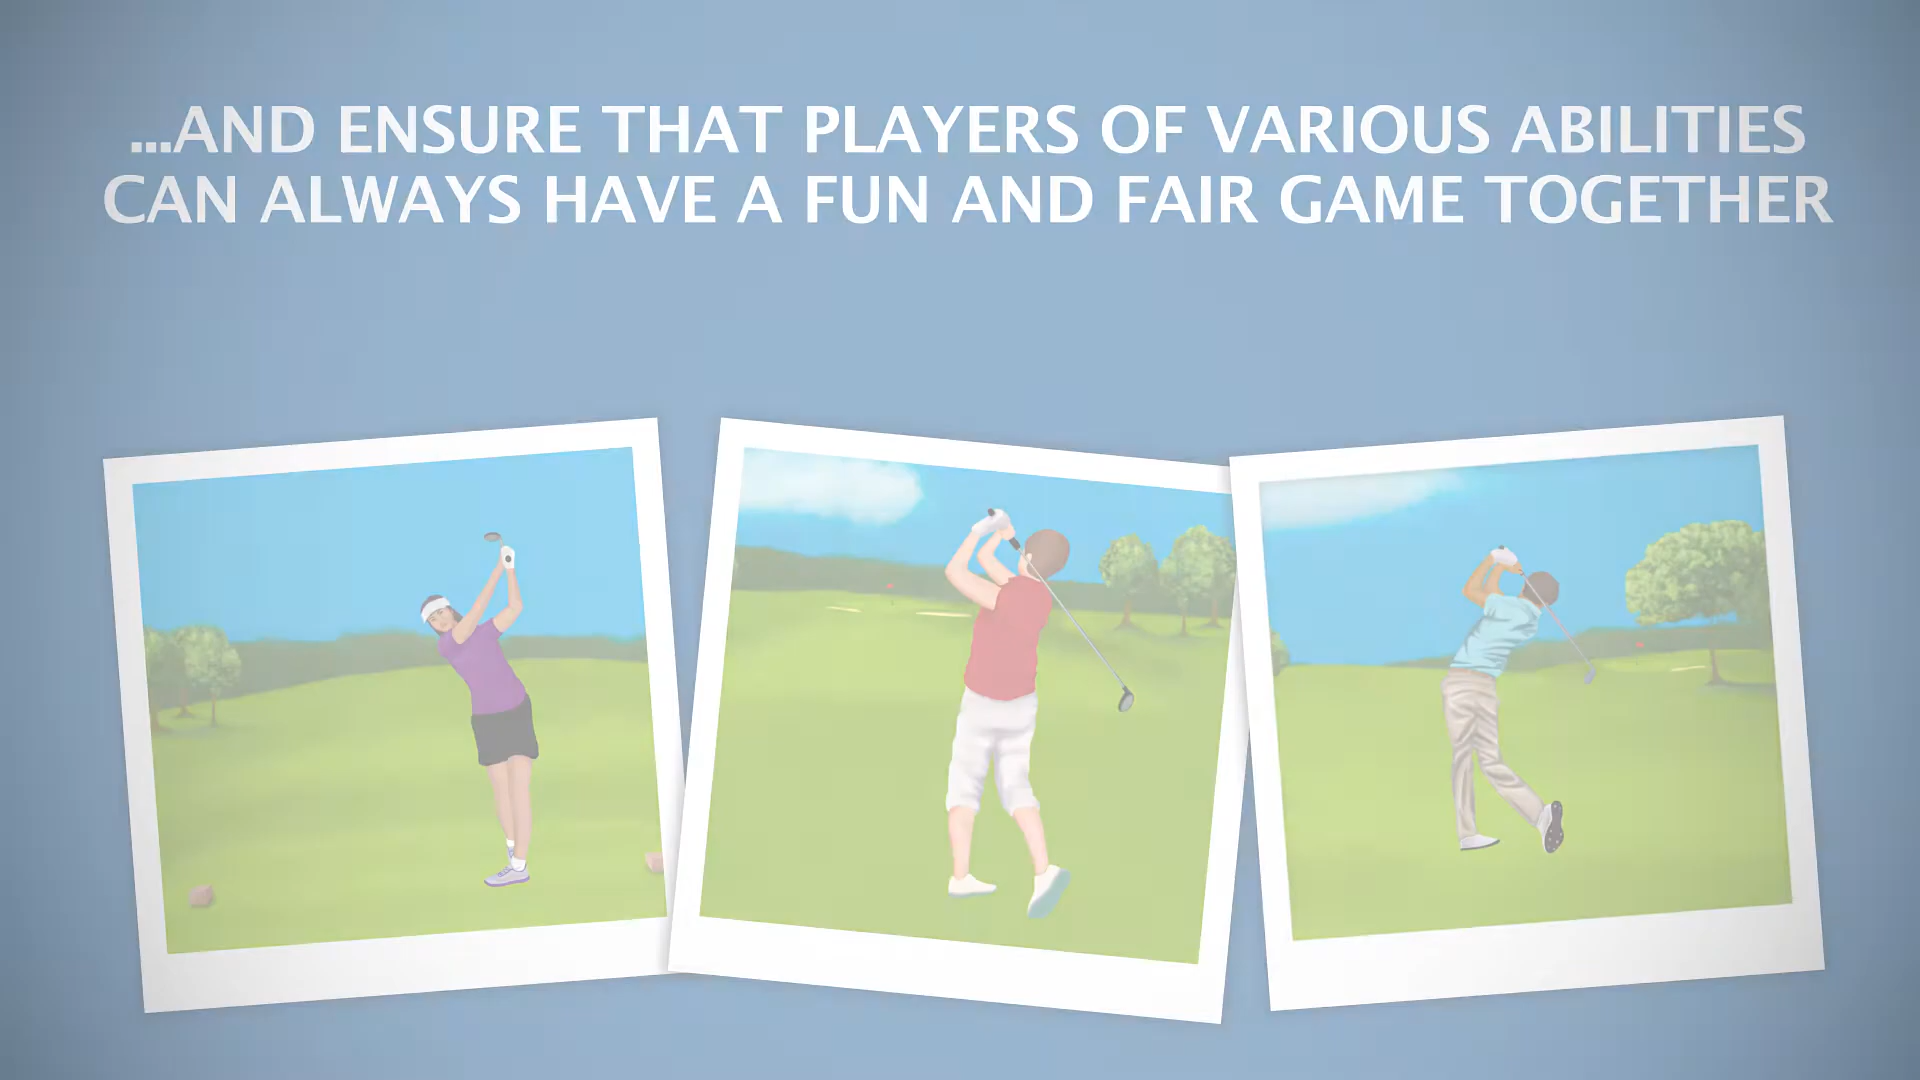 ...AND ENSURE THAT PLAYERS OF VARIOUS ABILITIES
CAN ALWAYS HAVE A FUN AND FAIR GAME TOGETHER